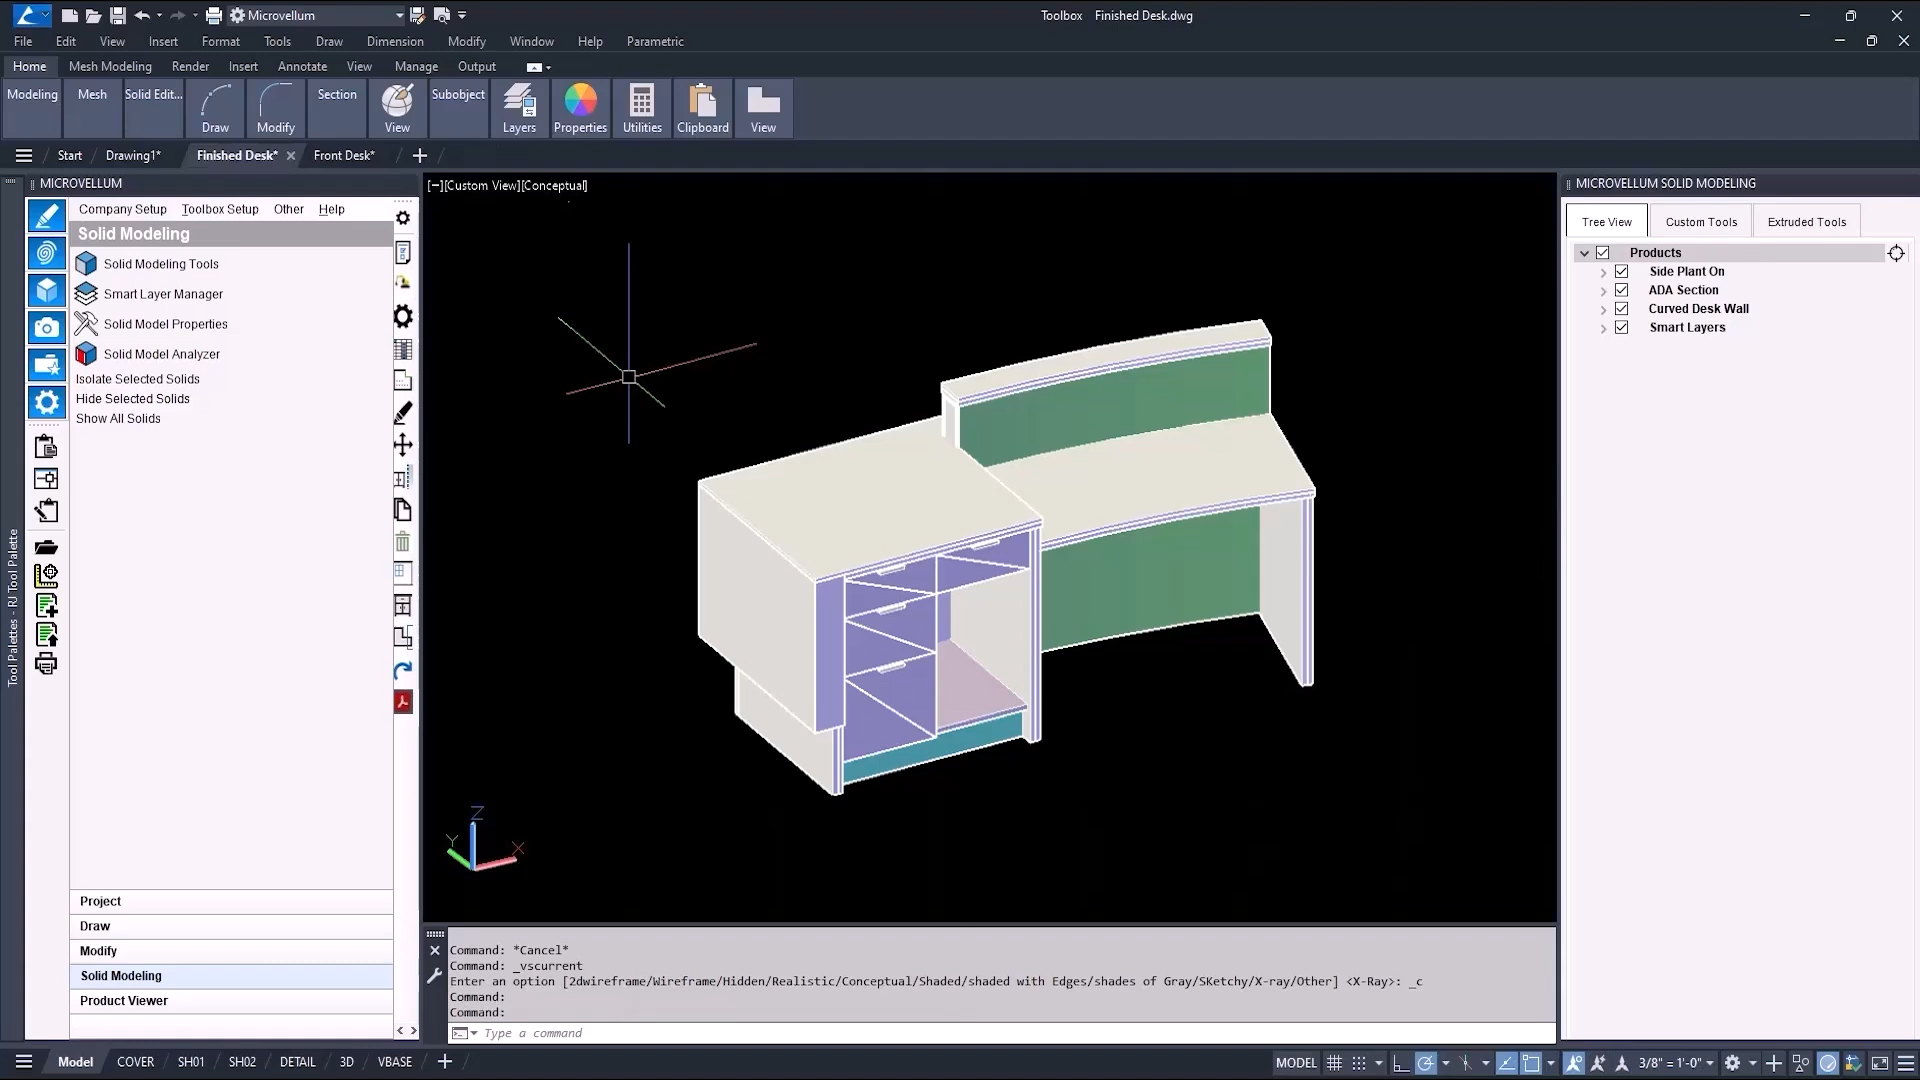 Microvellum
Toolbox Finished Desk.dwg
File Edit View Insert Format Tools Draw Dimension Modify Window Help Parametric
Home Mesh Modeling Render Insert Annotate View Manage Output
Modeling Mesh Solid Edit... Draw Modify Section View Subobject Layers Properties Utilities Clipboard View
Start Drawing1* Finished Desk* Front Desk*
MICROVELLUM
Company Setup Toolbox Setup Other Help
Solid Modeling
Solid Modeling Tools
Smart Layer Manager
Solid Model Properties
Solid Model Analyzer
Isolate Selected Solids
Hide Selected Solids
Show All Solids
Tool Palettes - RJ Tool Palette
Project
Draw
Modify
Solid Modeling
Product Viewer
[−][Custom View][Conceptual]
Z
Y
X
MICROVELLUM SOLID MODELING
Tree View Custom Tools Extruded Tools
Products
Side Plant On
ADA Section
Curved Desk Wall
Smart Layers
Command: *Cancel*
Command: _vscurrent
Enter an option [2dwireframe/Wireframe/Hidden/Realistic/Conceptual/Shaded/shaded with Edges/shades of Gray/SKetchy/X-ray/Other] <X-Ray>: _c
Command:
Command:
Type a command
Model COVER SH01 SH02 DETAIL 3D VBASE
MODEL 3/8" = 1'-0"